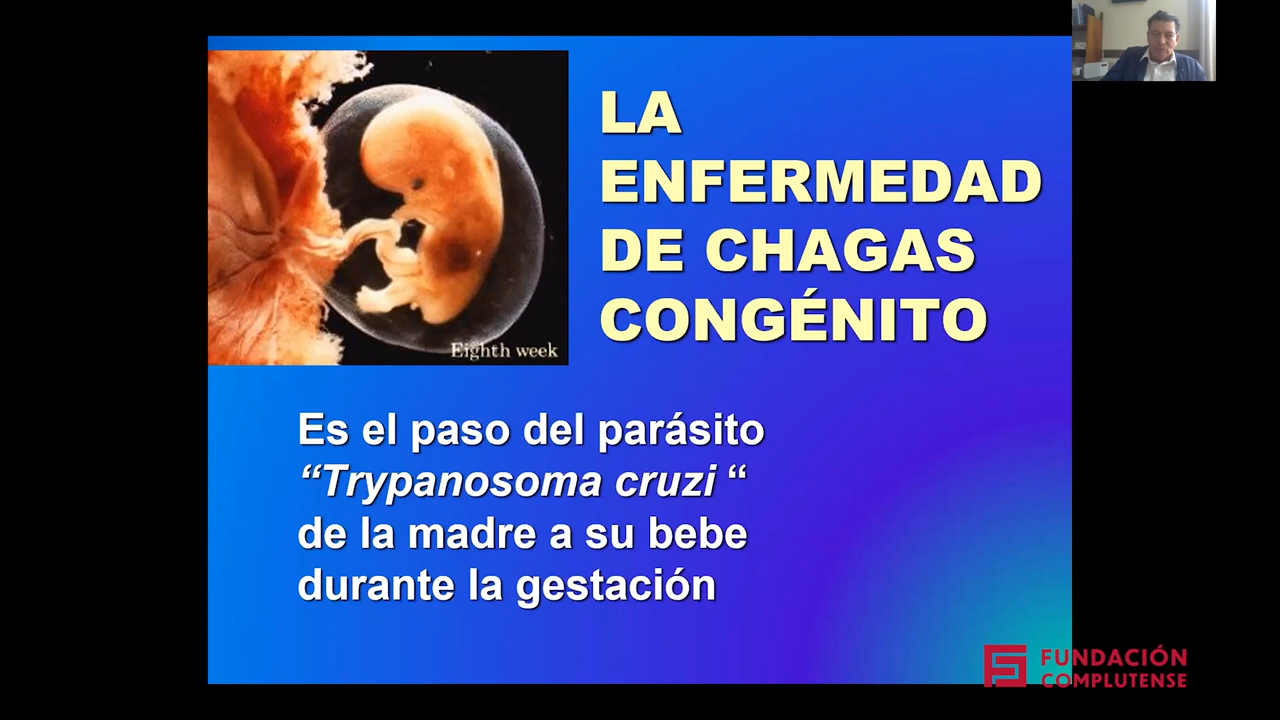 LA
ENFERMEDAD
DE CHAGAS
CONGÉNITO
Eighth week
Es el paso del parásito
“Trypanosoma cruzi “
de la madre a su bebe
durante la gestación
FUNDACIÓN
COMPLUTENSE